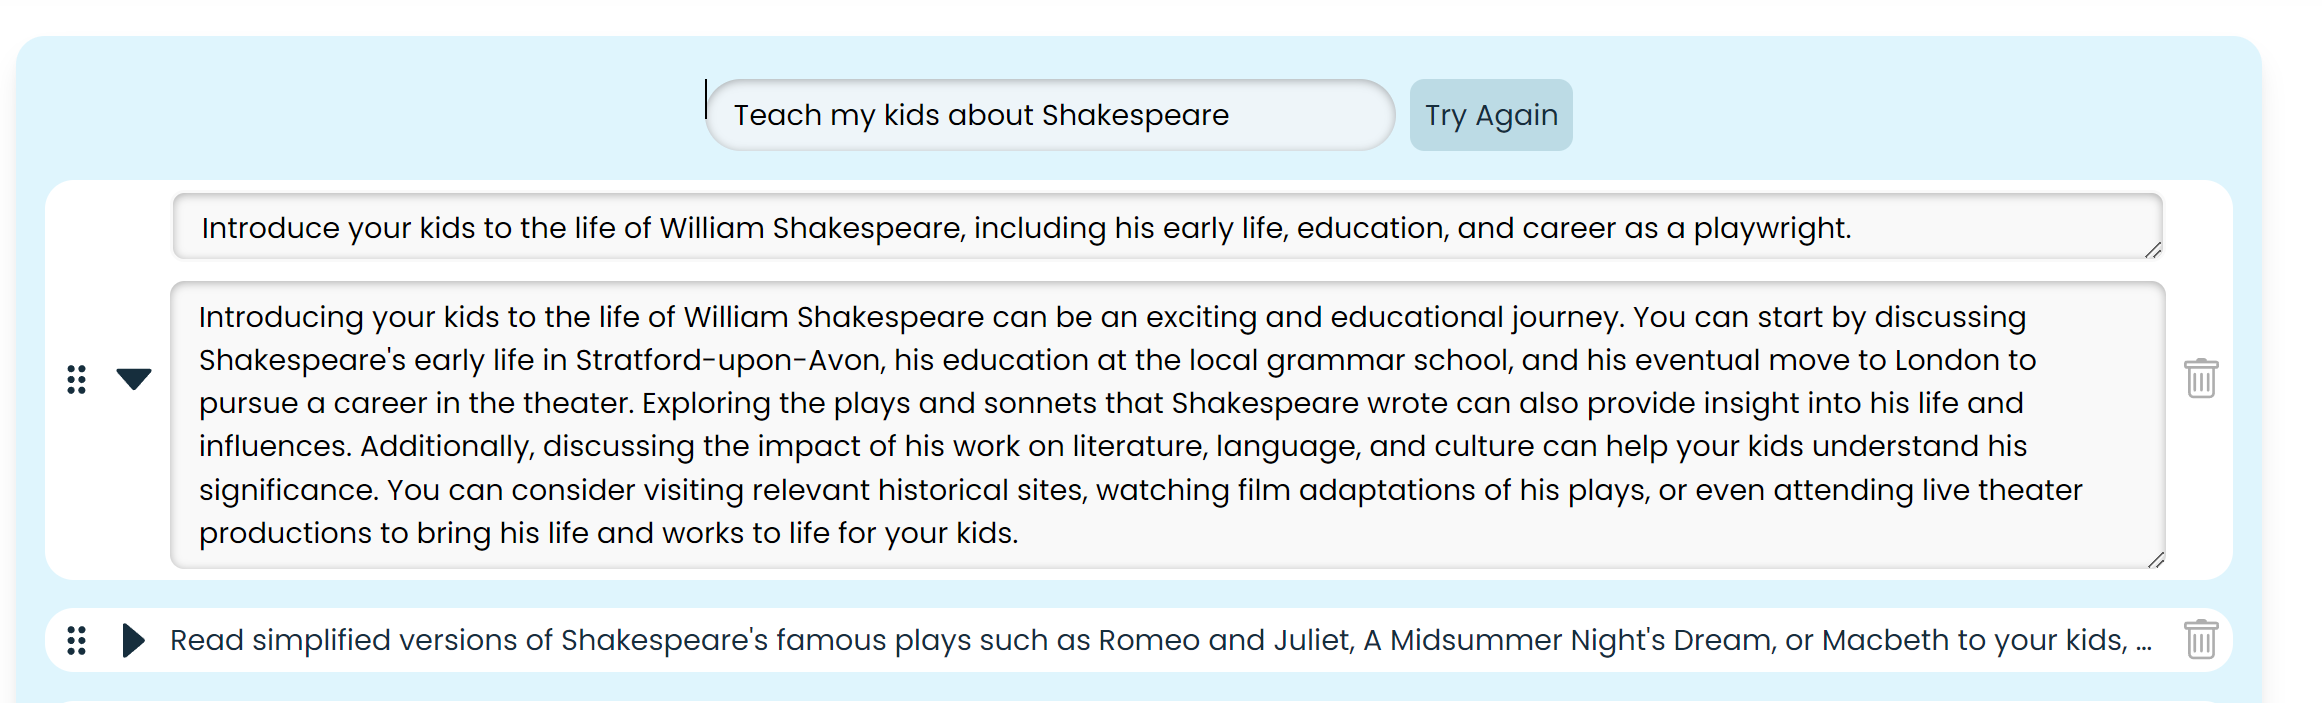 Teach my kids about Shakespeare
Try Again
Introduce your kids to the life of William Shakespeare, including his early life, education, and career as a playwright.
Introducing your kids to the life of William Shakespeare can be an exciting and educational journey. You can start by discussing
Shakespeare's early life in Stratford-upon-Avon, his education at the local grammar school, and his eventual move to London to
pursue a career in the theater. Exploring the plays and sonnets that Shakespeare wrote can also provide insight into his life and
influences. Additionally, discussing the impact of his work on literature, language, and culture can help your kids understand his
significance. You can consider visiting relevant historical sites, watching film adaptations of his plays, or even attending live theater
productions to bring his life and works to life for your kids.
Read simplified versions of Shakespeare's famous plays such as Romeo and Juliet, A Midsummer Night's Dream, or Macbeth to your kids, ...